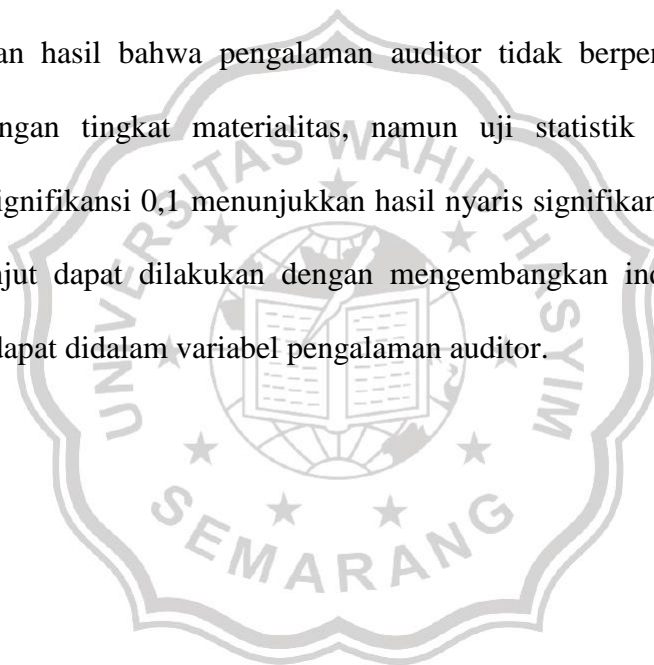 an hasil bahwa pengalaman auditor tidak berper
ngan tingkat materialitas, namun uji statistik
ignifikansi 0,1 menunjukkan hasil nyaris signifikan
njut dapat dilakukan dengan mengembangkan ind
dapat didalam variabel pengalaman auditor.
UNIVERSITAS WAHID HASYIM
SEMARANG